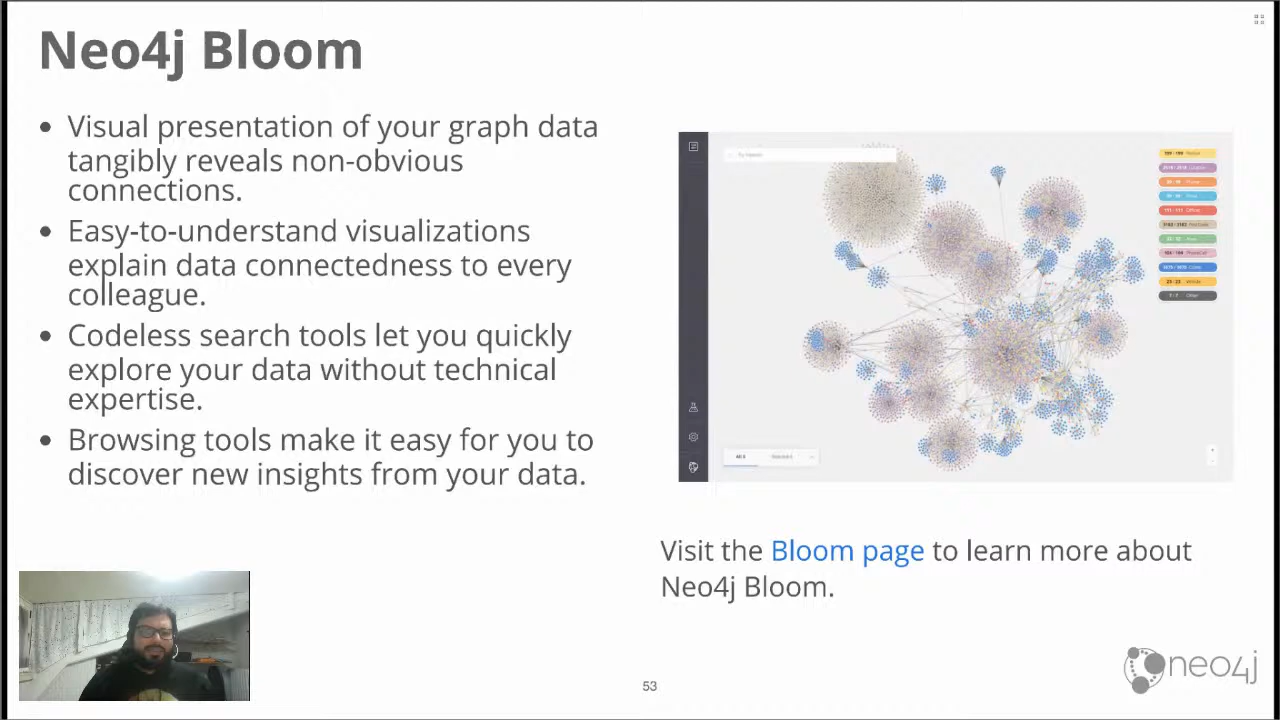 Neo4j Bloom
• Visual presentation of your graph data
tangibly reveals non-obvious
connections.
• Easy-to-understand visualizations
explain data connectedness to every
colleague.
• Codeless search tools let you quickly
explore your data without technical
expertise.
• Browsing tools make it easy for you to
discover new insights from your data.
Visit the Bloom page to learn more about
Neo4j Bloom.
53
neo4j